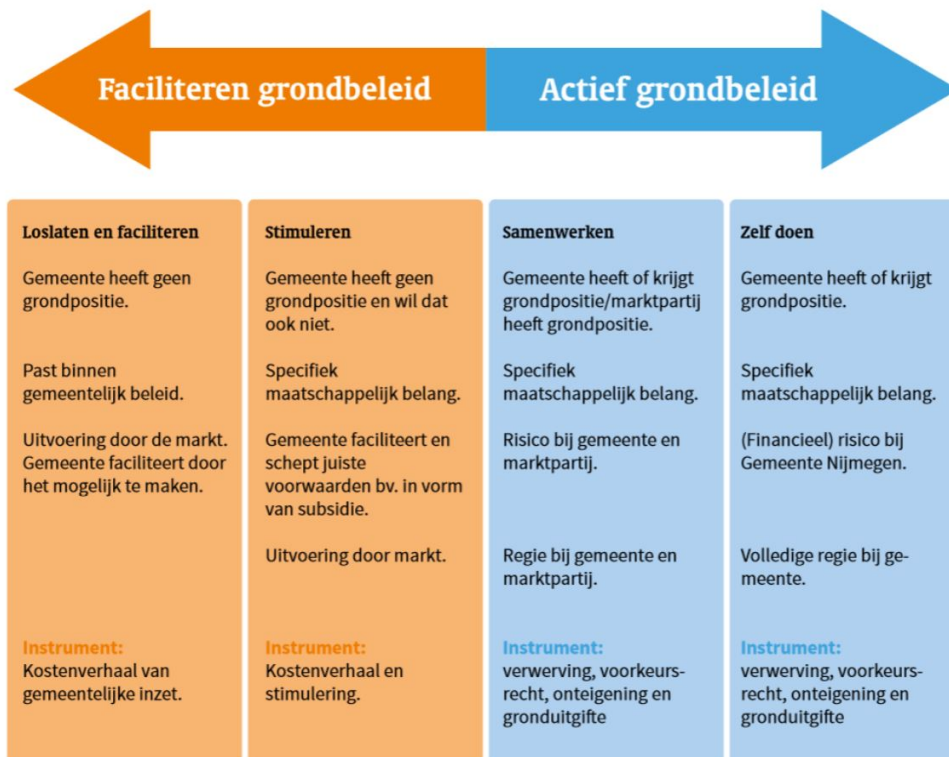 Faciliteren grondbeleid
Actief grondbeleid
Loslaten en faciliteren
Gemeente heeft geen
grondpositie.
Past binnen
gemeentelijk beleid.
Uitvoering door de markt.
Gemeente faciliteert door
het mogelijk te maken.
Instrument:
Kostenverhaal van
gemeentelijke inzet.
Stimuleren
Gemeente heeft geen
grondpositie en wil dat
ook niet.
Specifiek
maatschappelijk belang.
Gemeente faciliteert en
schept juiste
voorwaarden bv. in vorm
van subsidie.
Uitvoering door markt.
Instrument:
Kostenverhaal en
stimulering.
Samenwerken
Gemeente heeft of krijgt
grondpositie/marktpartij
heeft grondpositie.
Specifiek
maatschappelijk belang.
Risico bij gemeente en
marktpartij.
Regie bij gemeente en
marktpartij.
Instrument:
verwerving, voorkeurs-
recht, onteigening en
gronduitgifte
Zelf doen
Gemeente heeft of krijgt
grondpositie.
Specifiek
maatschappelijk belang.
(Financieel) risico bij
Gemeente Nijmegen.
Volledige regie bij ge-
meente.
Instrument:
verwerving, voorkeurs-
recht, onteigening en
gronduitgifte